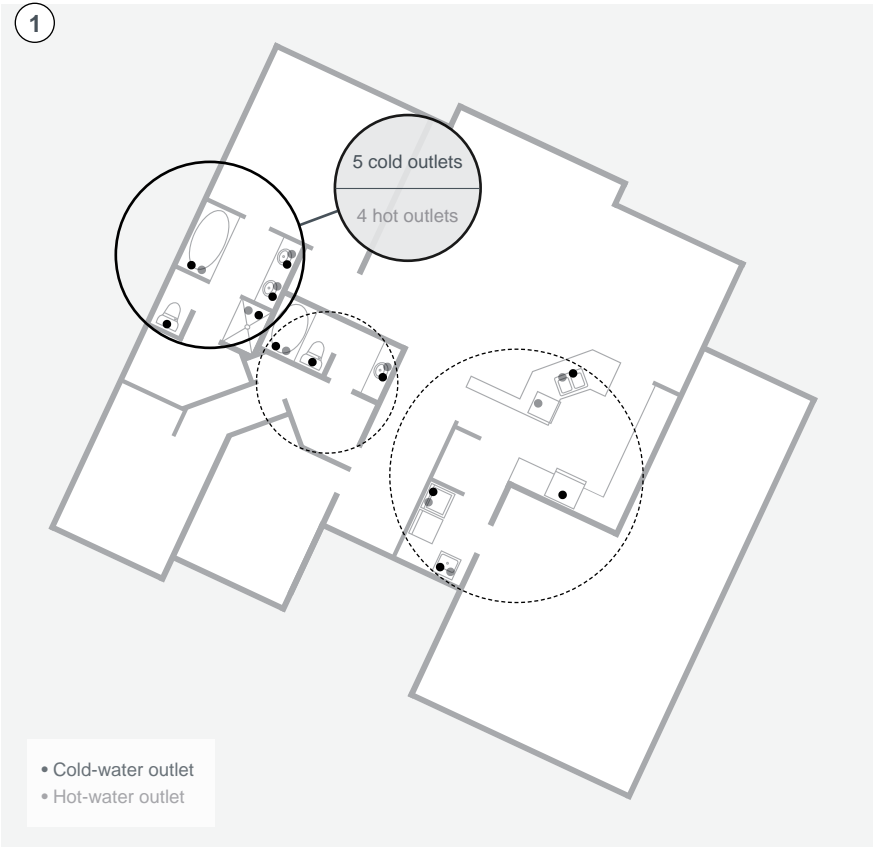 1
5 cold outlets
4 hot outlets
• Cold-water outlet
• Hot-water outlet